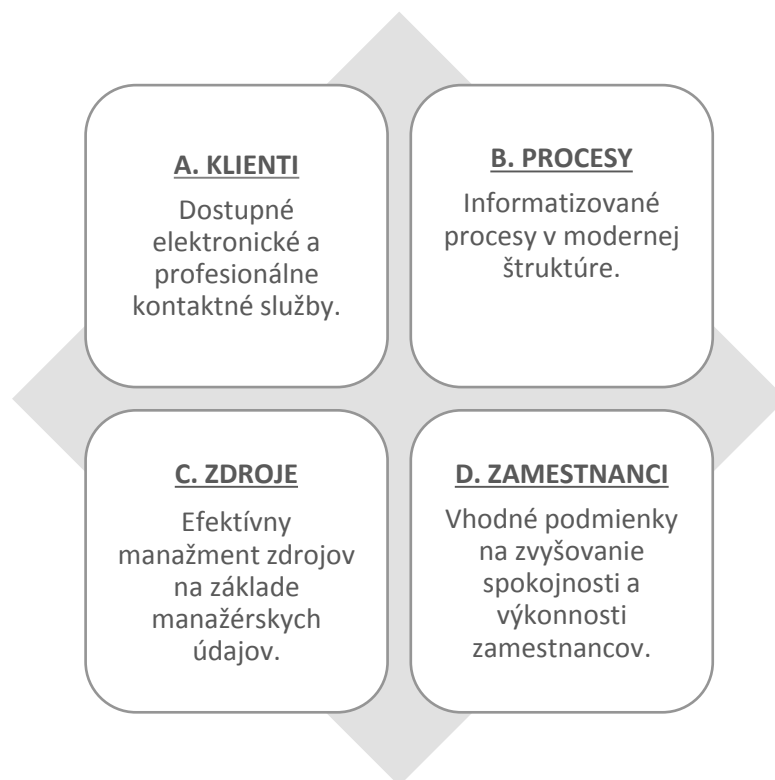 A. KLIENTI
Dostupné
elektronické a
profesionálne
kontaktné služby.
B. PROCESY
Informatizované
procesy v modernej
štruktúre.
C. ZDROJE
Efektívny
manažment zdrojov
na základe
manažérskych
údajov.
D. ZAMESTNANCI
Vhodné podmienky
na zvyšovanie
spokojnosti a
výkonnosti
zamestnancov.